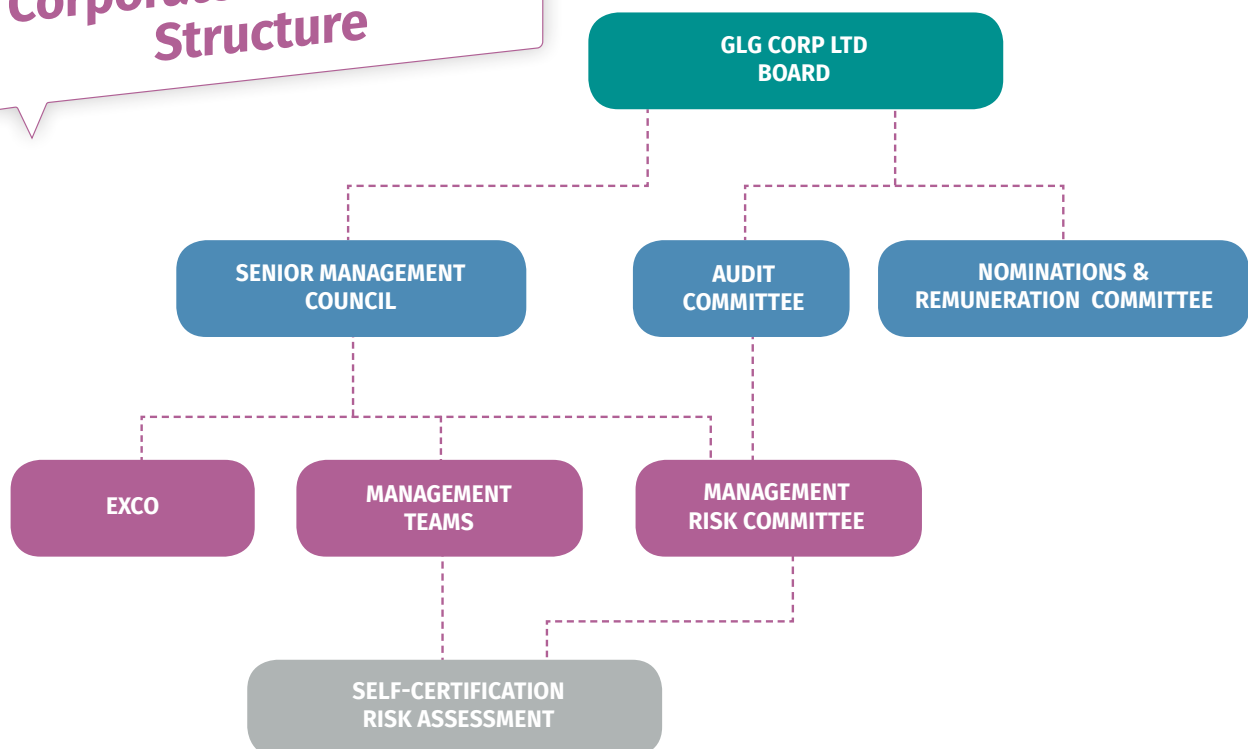 Structure
GLG CORP LTD
BOARD
SENIOR MANAGEMENT
COUNCIL
AUDIT
COMMITTEE
NOMINATIONS &
REMUNERATION COMMITTEE
EXCO
MANAGEMENT
TEAMS
MANAGEMENT
RISK COMMITTEE
SELF-CERTIFICATION
RISK ASSESSMENT